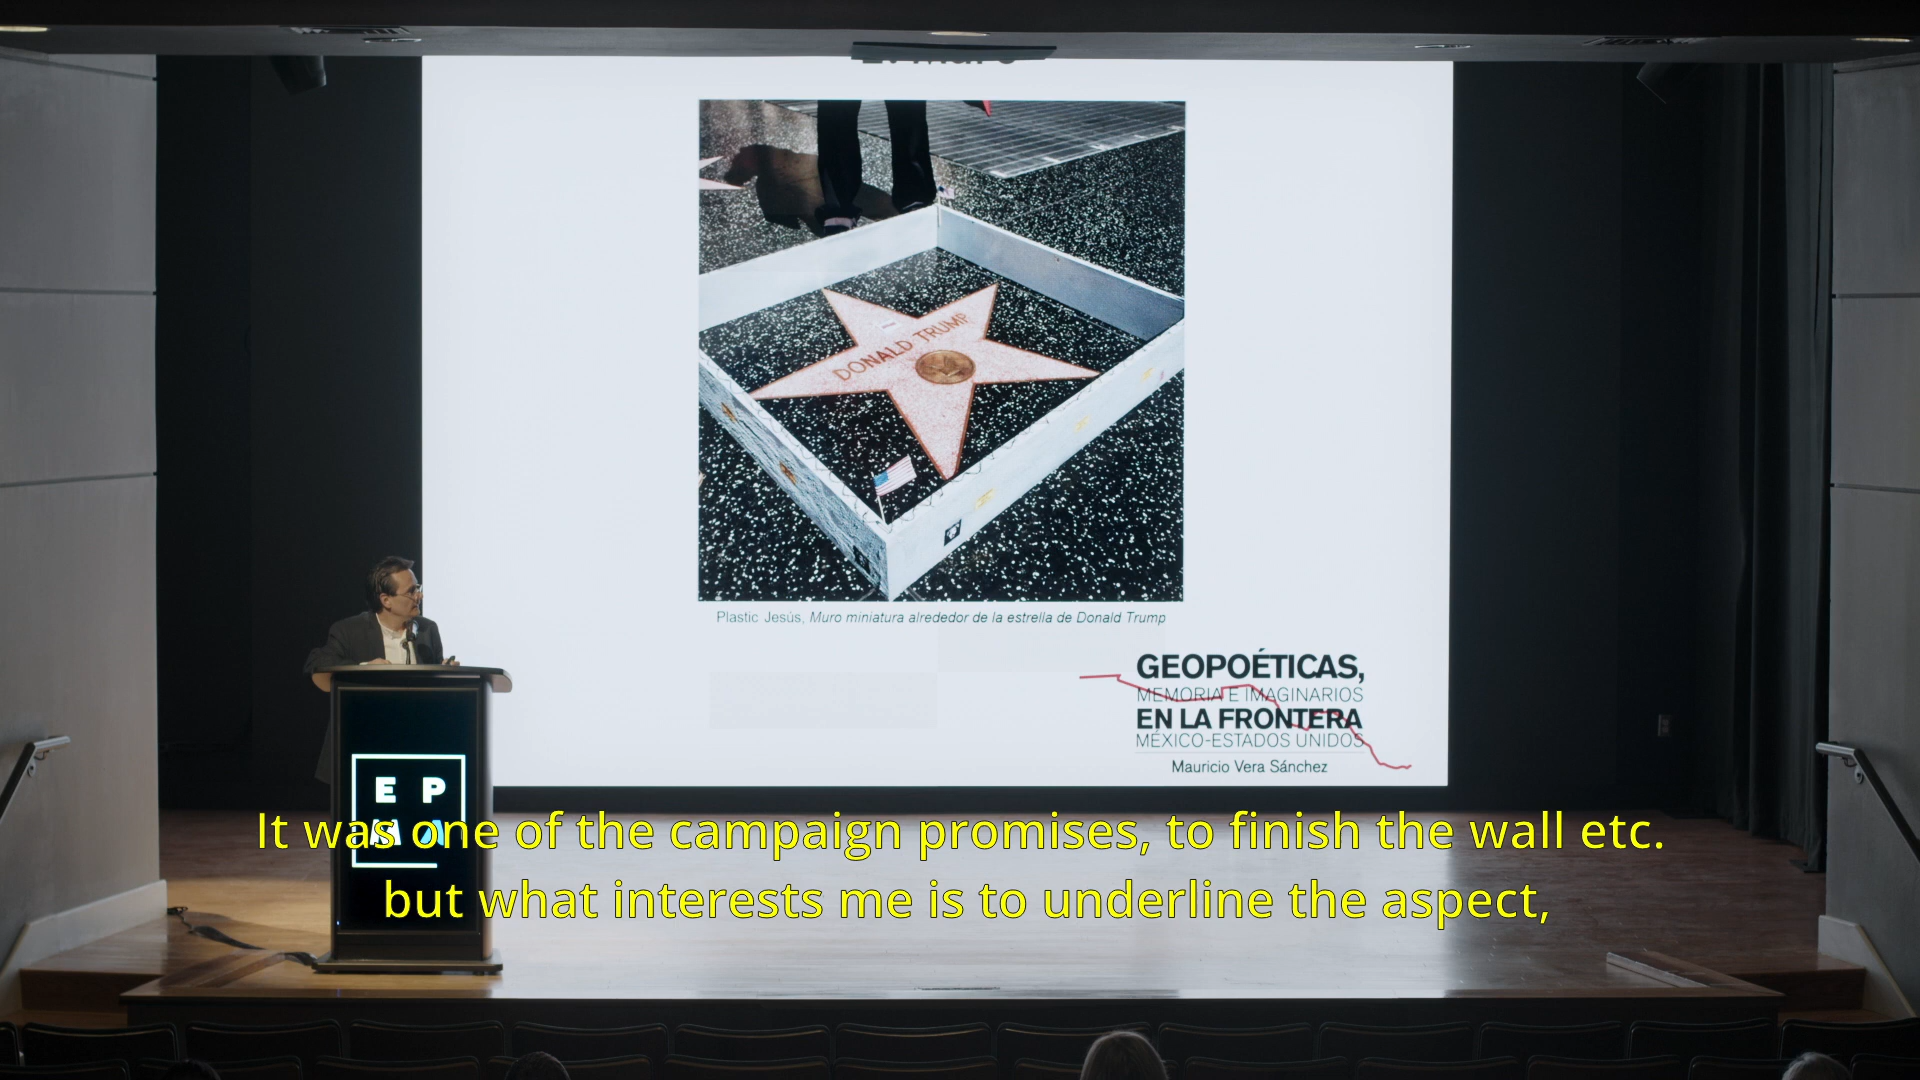 DONALD TRUMP
Plastic Jesús, Muro miniatura alrededor de la estrella de Donald Trump
GEOPOÉTICAS,
MEMORIA E IMAGINARIOS
EN LA FRONTERA
MÉXICO-ESTADOS UNIDOS
Mauricio Vera Sánchez
E P
M A
It was one of the campaign promises, to finish the wall etc.
but what interests me is to underline the aspect,